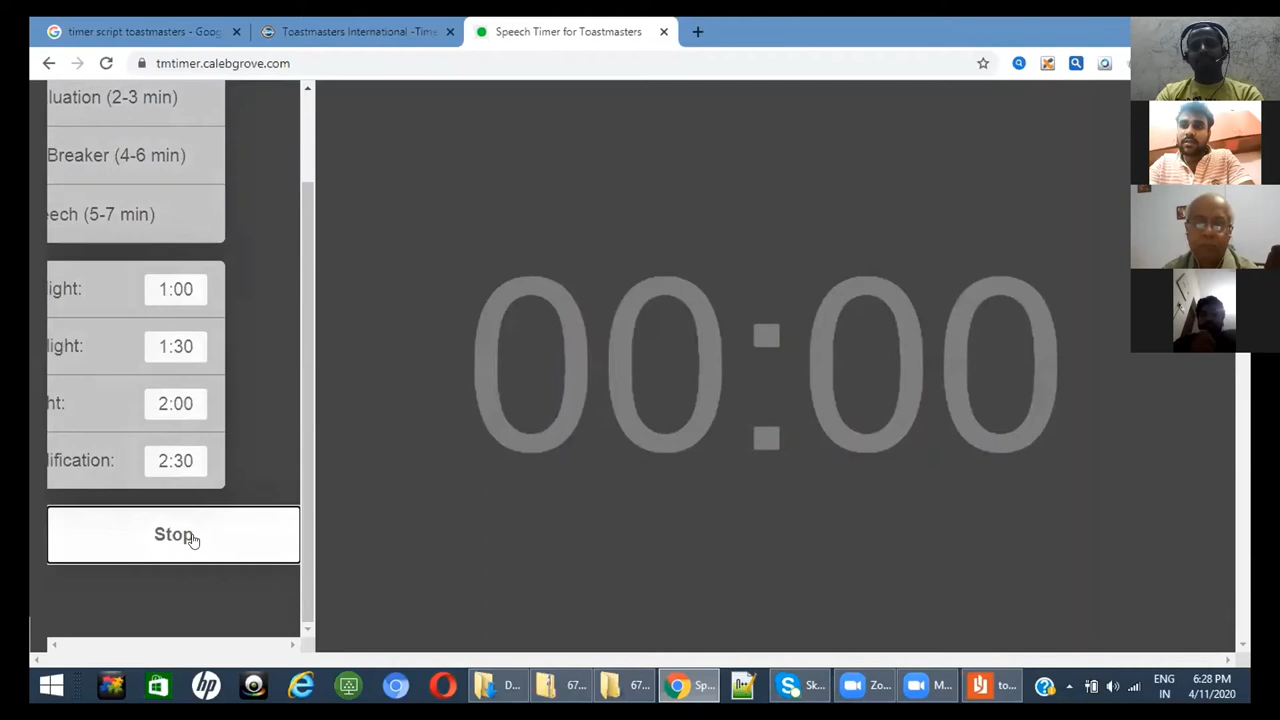 timer script toastmasters - Goog
Toastmasters International -Time
Speech Timer for Toastmasters
tmtimer.calebgrove.com
luation (2-3 min)
Breaker (4-6 min)
eech (5-7 min)
ight: 1:00
light: 1:30
ht: 2:00
lification: 2:30
Stop
00:00
D...
67...
67...
Sp...
Sk...
Zo...
M...
to...
ENG
IN
6:28 PM
4/11/2020